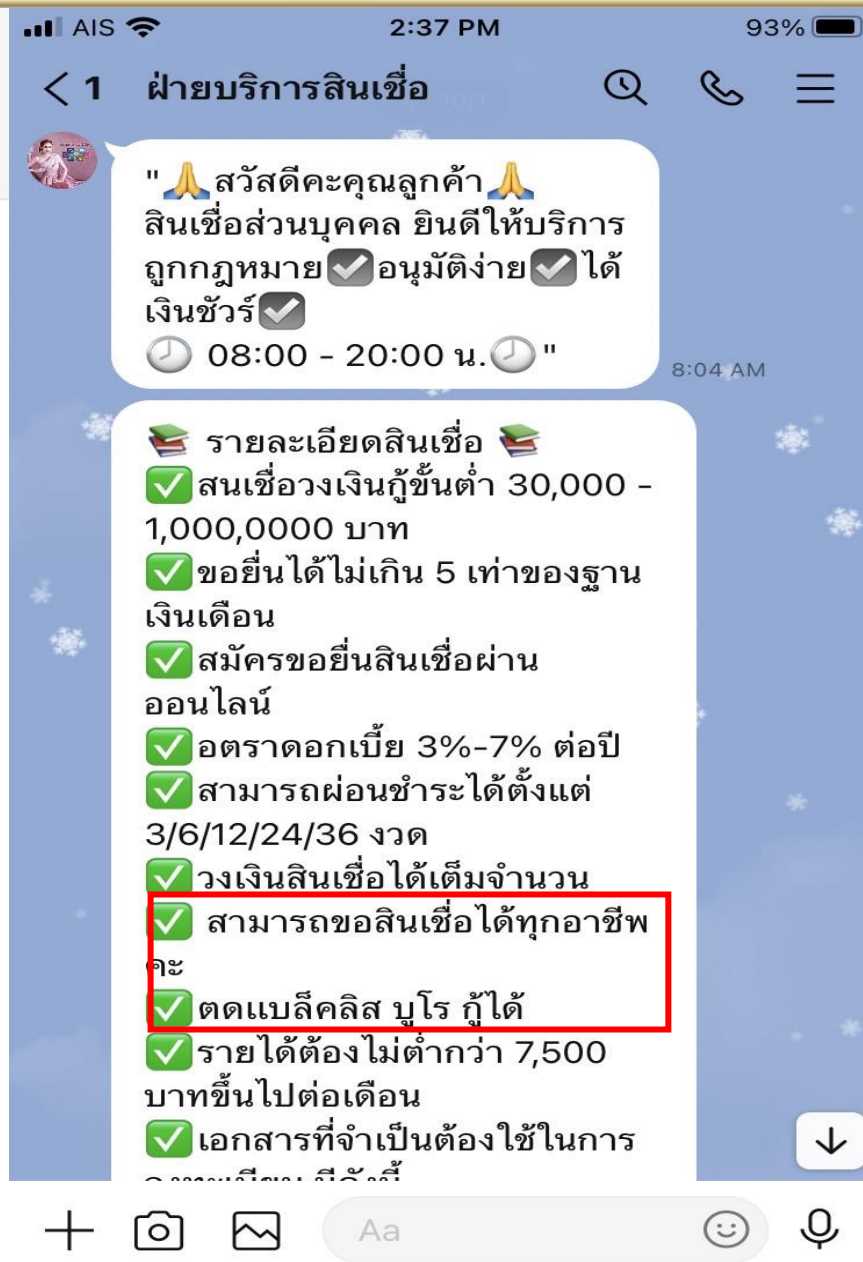 AIS 2:37 PM 93%
1 ฝ่ายบริการสินเชื่อ
"🙏สวัสดีคะคุณลูกค้า🙏
สินเชื่อส่วนบุคคล ยินดีให้บริการ
ถูกกฎหมาย☑️อนุมัติง่าย☑️ได้
เงินชัวร์☑️
🕗 08:00 - 20:00 น.🕗"
8:04 AM
📚 รายละเอียดสินเชื่อ 📚
✅สนเชื่อวงเงินกู้ขั้นต่ำ 30,000 -
1,000,0000 บาท
✅ขอยื่นได้ไม่เกิน 5 เท่าของฐาน
เงินเดือน
✅สมัครขอยื่นสินเชื่อผ่าน
ออนไลน์
✅อตราดอกเบี้ย 3%-7% ต่อปี
✅สามารถผ่อนชำระได้ตั้งแต่
3/6/12/24/36 งวด
✅วงเงินสินเชื่อได้เต็มจำนวน
✅ สามารถขอสินเชื่อได้ทุกอาชีพ
คะ
✅ตดแบล็คลิส บูโร กู้ได้
✅รายได้ต้องไม่ต่ำกว่า 7,500
บาทขึ้นไปต่อเดือน
✅เอกสารที่จำเป็นต้องใช้ในการ
Aa